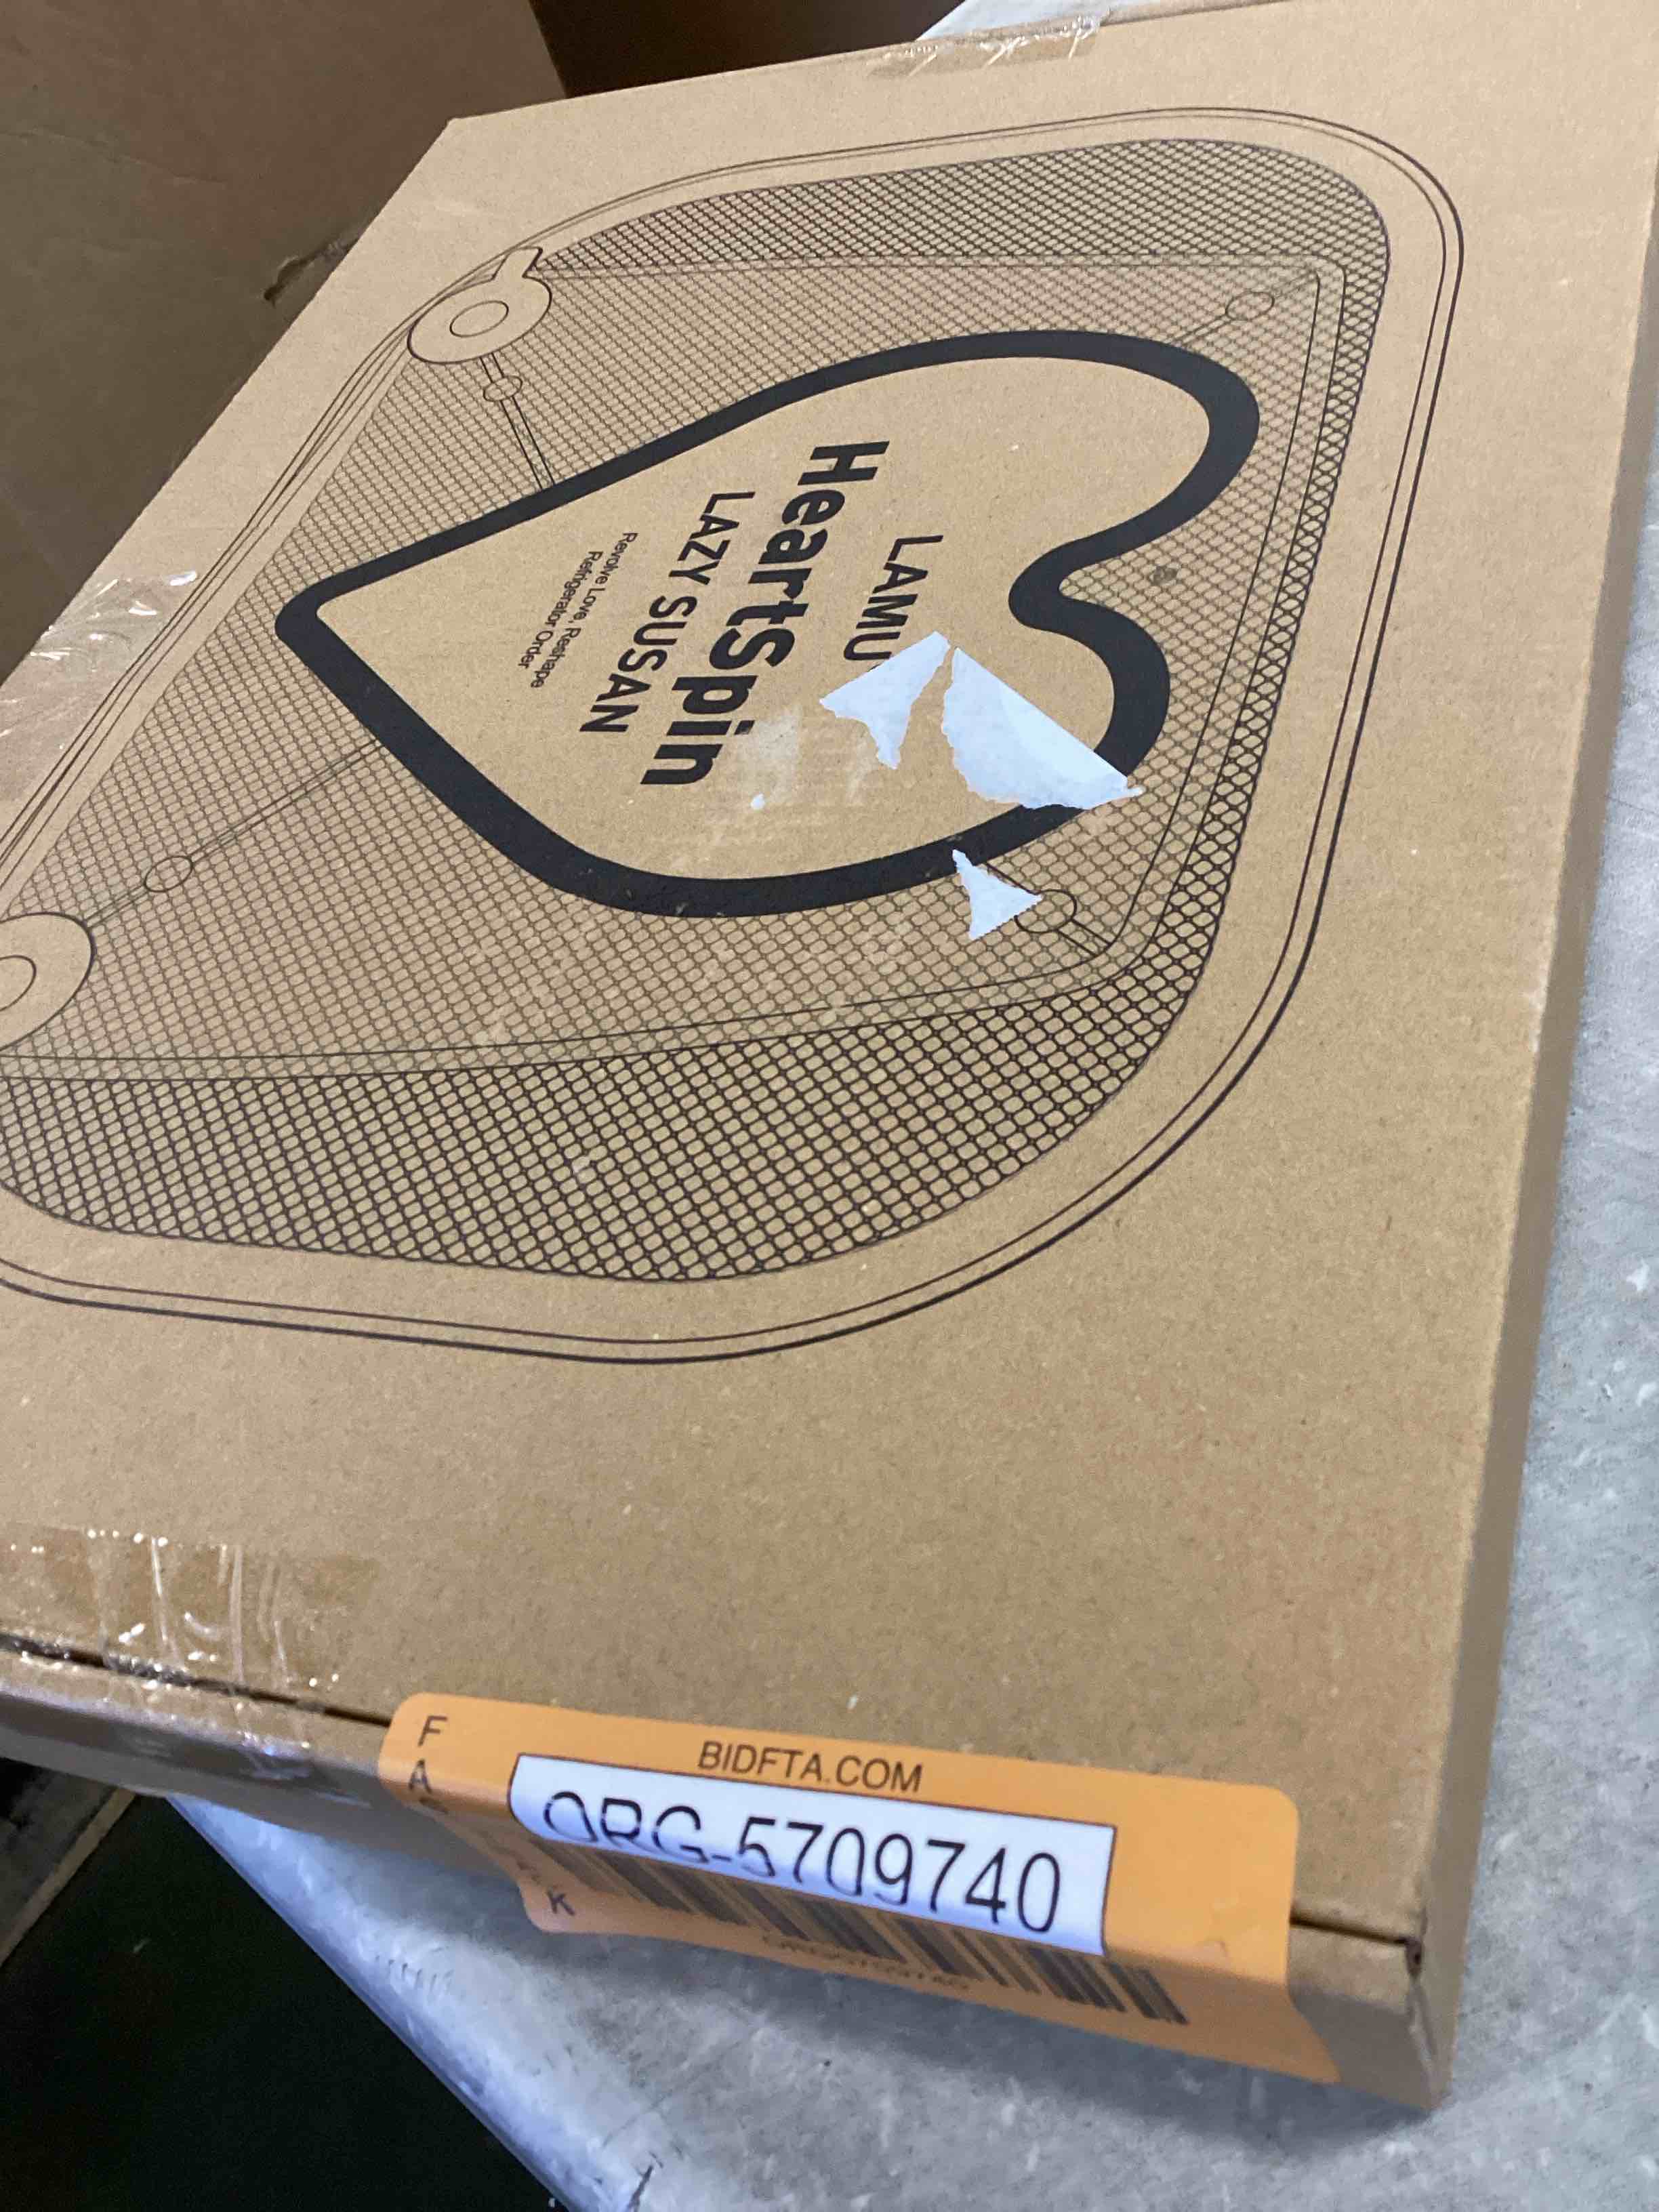 LAMU
HeartSpin
LAZY SUSAN
Revolve Love, Reshape
Refrigerator Order
BIDFTA.COM
ORG-5709740
F
A
K